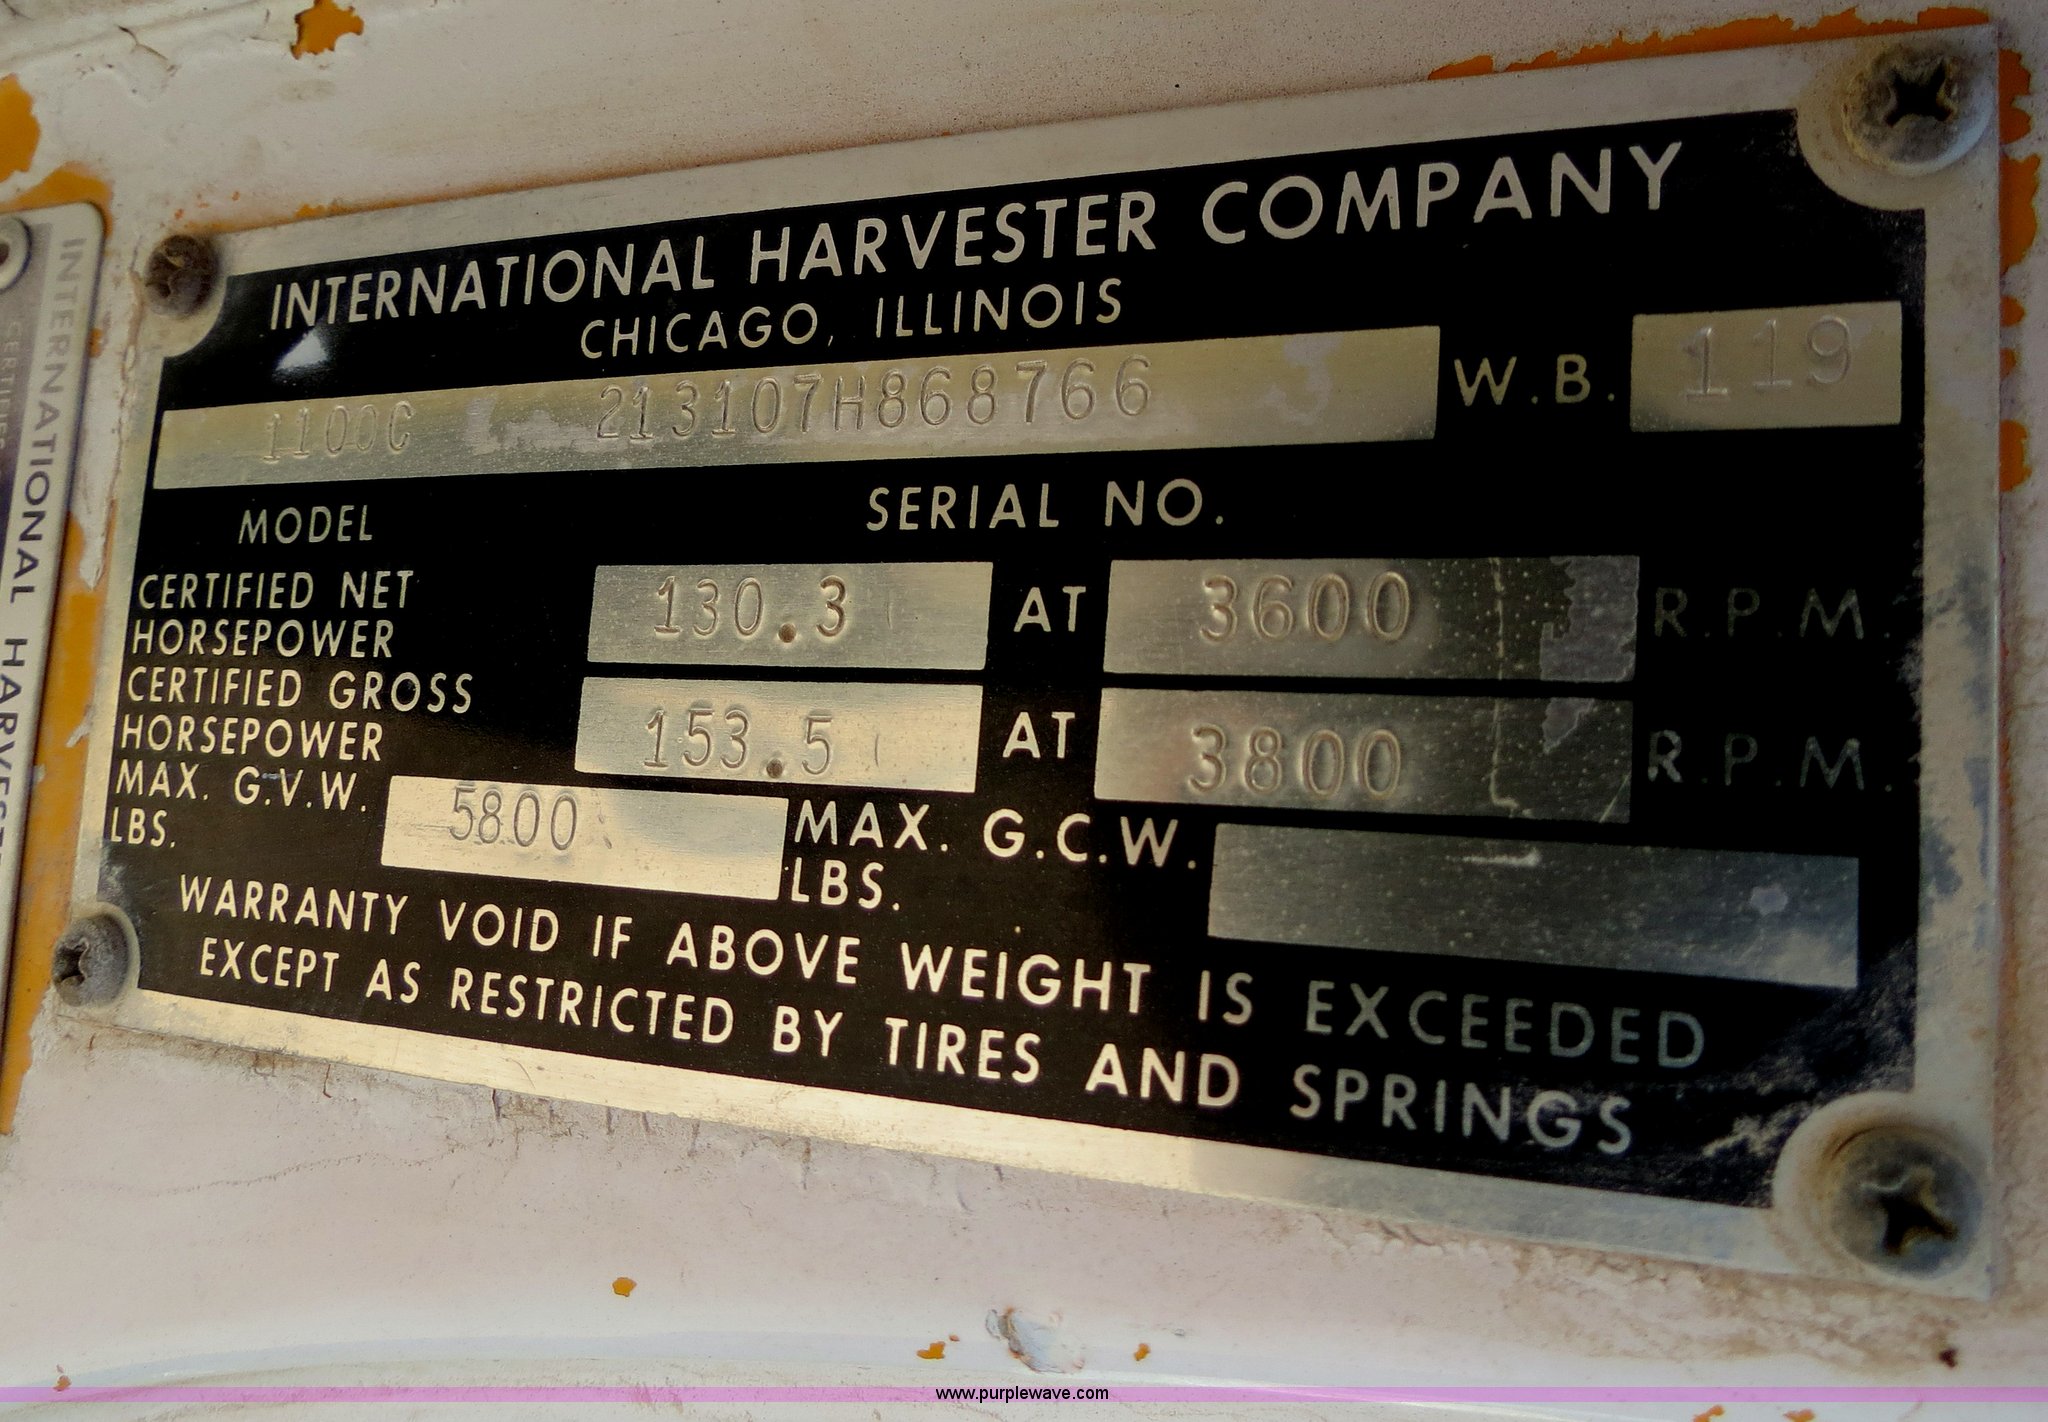 INTERNATIONAL HARVESTER COMPANY
CHICAGO, ILLINOIS
1100C 213107H868766 W.B. 119
MODEL SERIAL NO.
CERTIFIED NET
HORSEPOWER 130.3 AT 3600 R.P.M.
CERTIFIED GROSS
HORSEPOWER 153.5 AT 3800 R.P.M.
MAX. G.V.W. 5800 MAX. G.C.W.
LBS. LBS.
WARRANTY VOID IF ABOVE WEIGHT IS EXCEEDED
EXCEPT AS RESTRICTED BY TIRES AND SPRINGS
INTERNATIONAL HARVESTER
www.purplewave.com